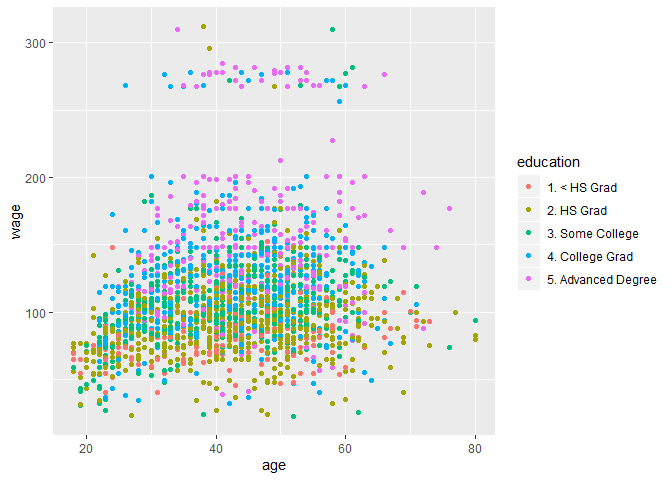 300
200
100
wage
20
40
60
80
age
education
1. < HS Grad
2. HS Grad
3. Some College
4. College Grad
5. Advanced Degree